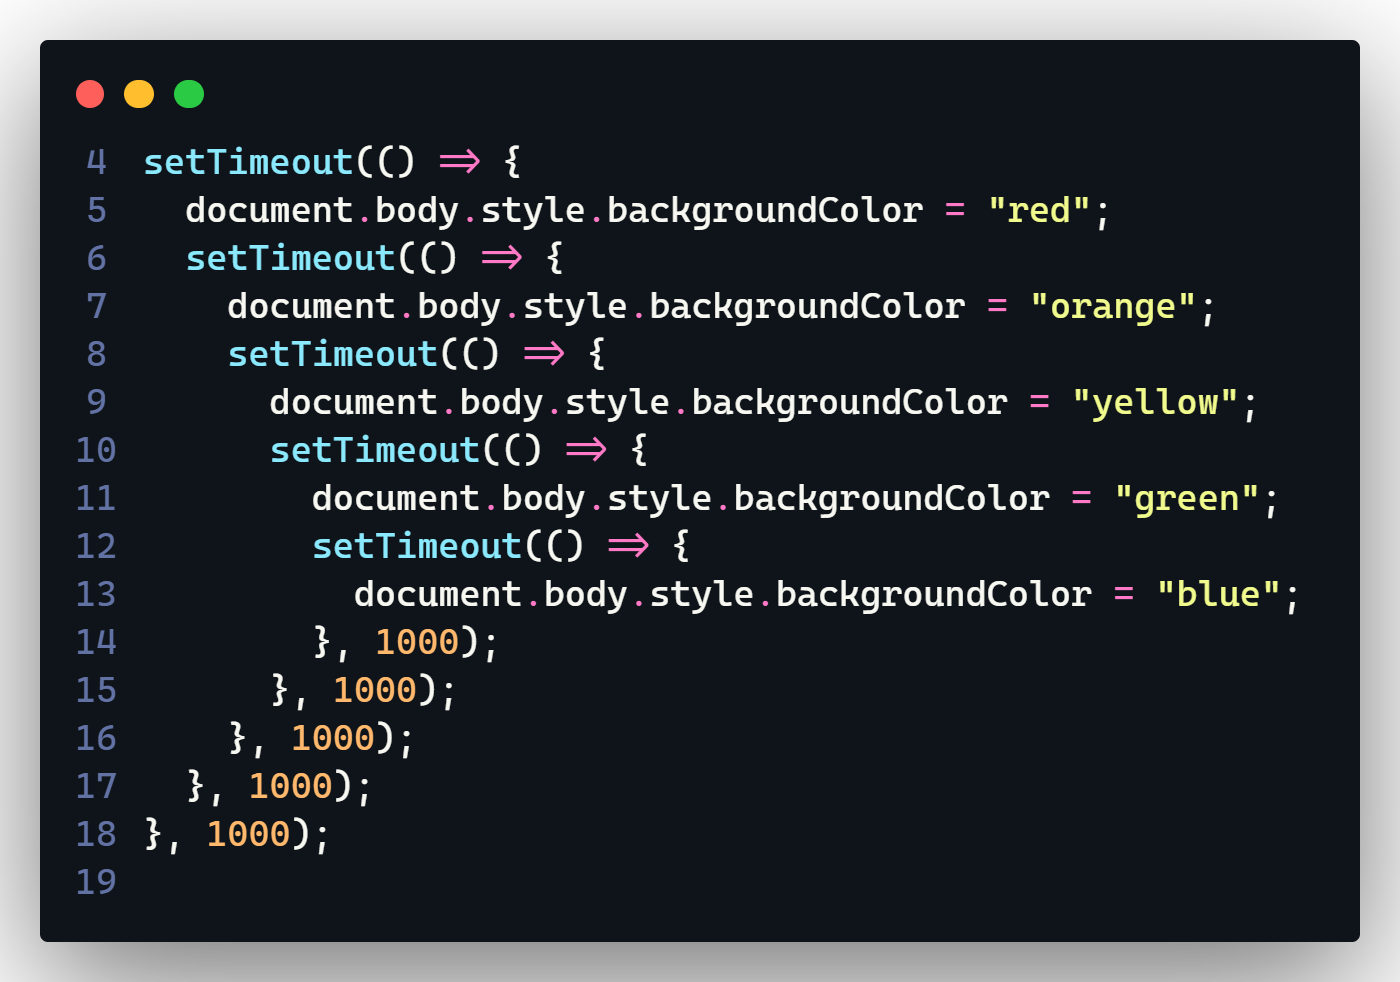 4 setTimeout(() => {
5   document.body.style.backgroundColor = "red";
6   setTimeout(() => {
7     document.body.style.backgroundColor = "orange";
8     setTimeout(() => {
9       document.body.style.backgroundColor = "yellow";
10       setTimeout(() => {
11         document.body.style.backgroundColor = "green";
12         setTimeout(() => {
13           document.body.style.backgroundColor = "blue";
14         }, 1000);
15       }, 1000);
16     }, 1000);
17   }, 1000);
18 }, 1000);
19